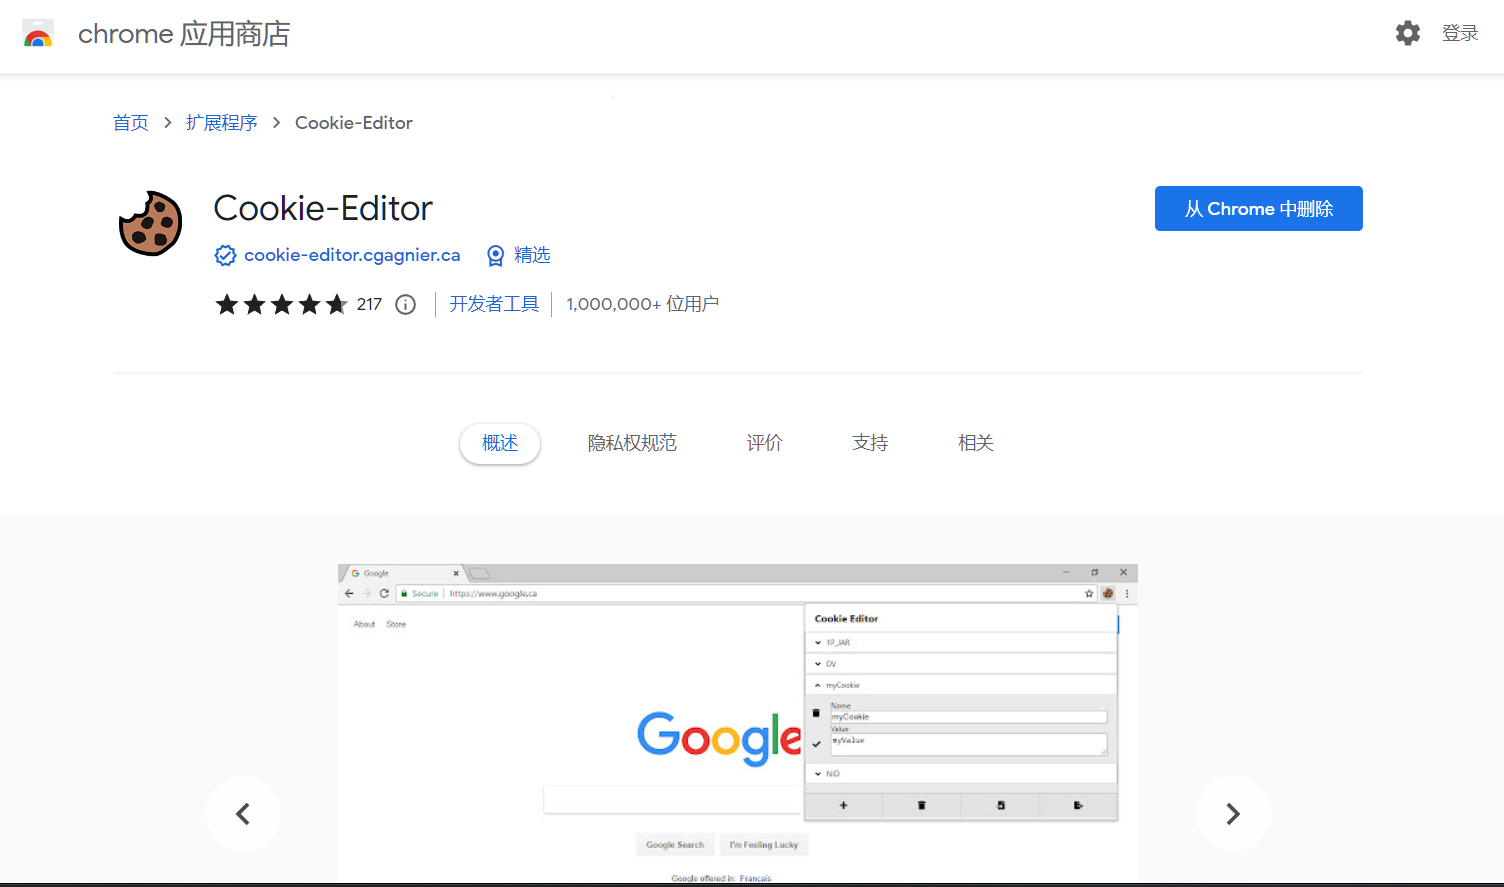 chrome 应用商店
登录
首页 > 扩展程序 > Cookie-Editor
Cookie-Editor
从 Chrome 中删除
cookie-editor.cgagnier.ca 精选
217 开发者工具 1,000,000+ 位用户
概述 隐私权规范 评价 支持 相关
Google
Secure https://www.google.ca
About Store
Cookie Editor
1P_JAR
DV
myCookie
Name
myCookie
Value
myValue
NID
Google
Google Search I'm Feeling Lucky
Google offered in: Français